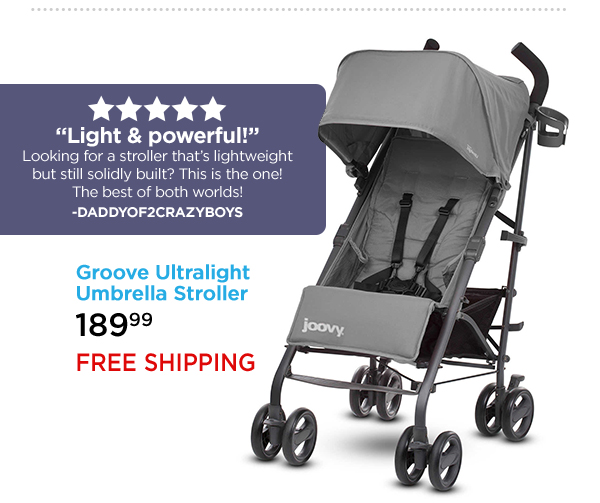 “Light & powerful!”
Looking for a stroller that’s lightweight
but still solidly built? This is the one!
The best of both worlds!
-DADDYOF2CRAZYBOYS
Groove Ultralight
Umbrella Stroller
189⁹⁹
FREE SHIPPING
joovy